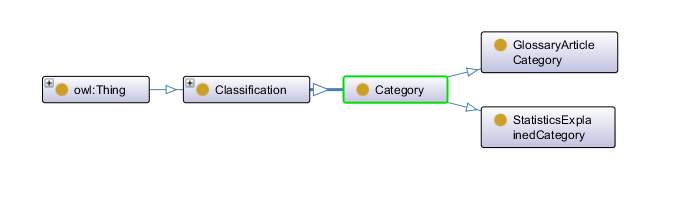 owl:Thing
Classification
Category
GlossaryArticle
Category
StatisticsExpla
inedCategory